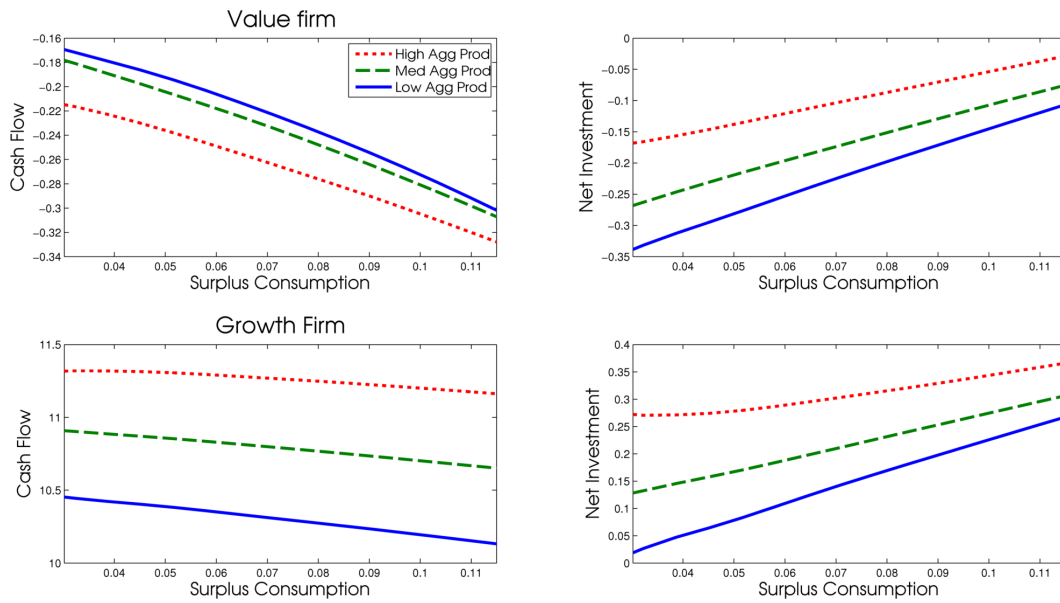 Value firm
Cash Flow
−0.16
−0.18
−0.2
−0.22
−0.24
−0.26
−0.28
−0.3
−0.32
−0.34
High Agg Prod
Med Agg Prod
Low Agg Prod
0.04 0.05 0.06 0.07 0.08 0.09 0.1 0.11
Surplus Consumption
Net Investment
0
−0.05
−0.1
−0.15
−0.2
−0.25
−0.3
−0.35
0.04 0.05 0.06 0.07 0.08 0.09 0.1 0.11
Surplus Consumption
Growth Firm
Cash Flow
11.5
11
10.5
10
0.04 0.05 0.06 0.07 0.08 0.09 0.1 0.11
Surplus Consumption
Net Investment
0.4
0.35
0.3
0.25
0.2
0.15
0.1
0.05
0
0.04 0.05 0.06 0.07 0.08 0.09 0.1 0.11
Surplus Consumption